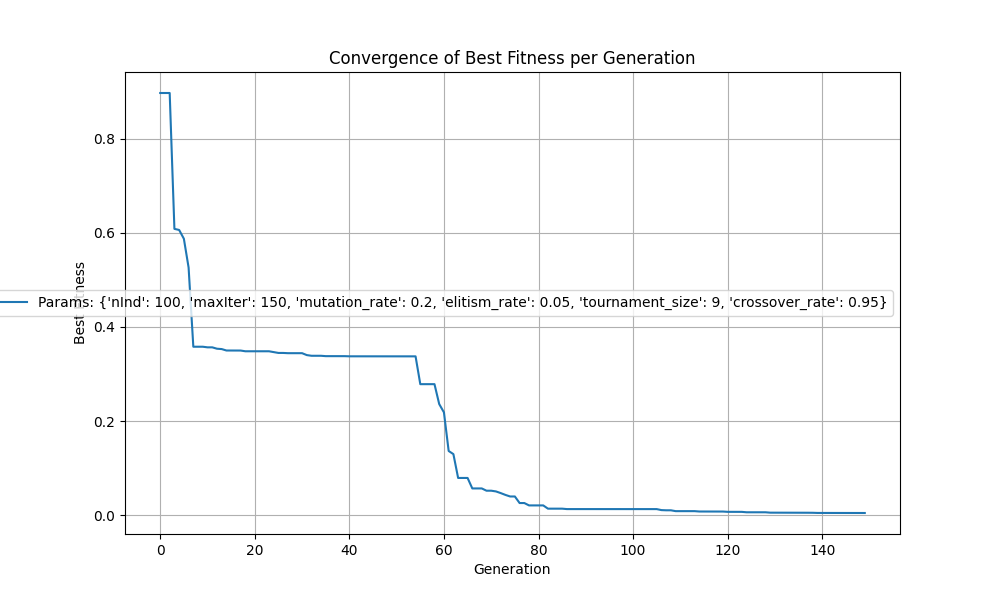 Convergence of Best Fitness per Generation
0.8
0.6
Params: {'nInd': 100, 'maxIter': 150, 'mutation_rate': 0.2, 'elitism_rate': 0.05, 'tournament_size': 9, 'crossover_rate': 0.95}
0.4
0.2
0.0
0 20 40 60 80 100 120 140
Generation
Best Fitness